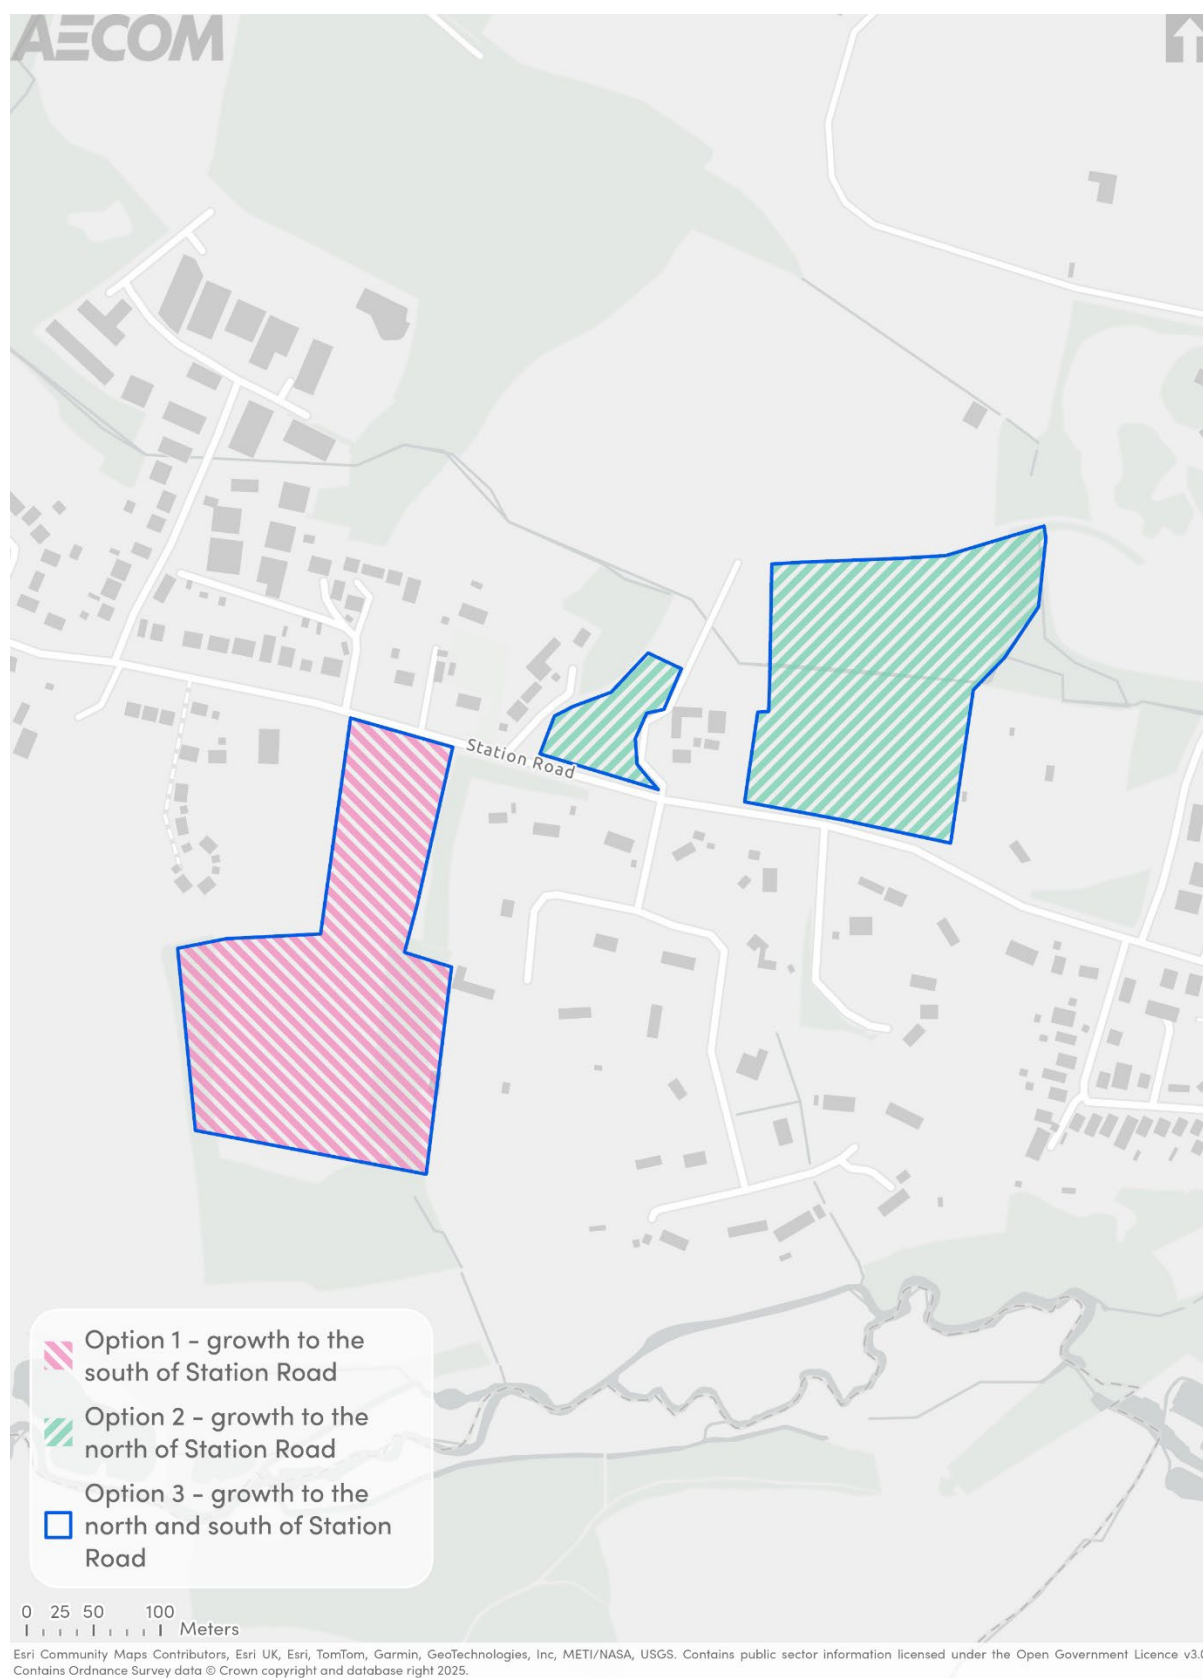 AECOM
Station Road
Option 1 - growth to the
south of Station Road
Option 2 - growth to the
north of Station Road
Option 3 - growth to the
north and south of Station
Road
0 25 50 100
Meters
Esri Community Maps Contributors, Esri UK, Esri, TomTom, Garmin, GeoTechnologies, Inc, METI/NASA, USGS. Contains public sector information licensed under the Open Government Licence v3.0
Contains Ordnance Survey data © Crown copyright and database right 2025.